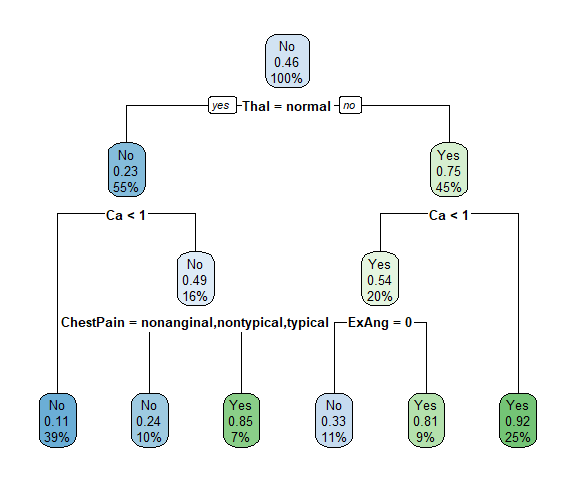 No
0.46
100%
yes
Thal = normal
no
No
0.23
55%
Yes
0.75
45%
Ca < 1
Ca < 1
No
0.49
16%
Yes
0.54
20%
ChestPain = nonanginal,nontypical,typical
ExAng = 0
No
0.11
39%
No
0.24
10%
Yes
0.85
7%
No
0.33
11%
Yes
0.81
9%
Yes
0.92
25%